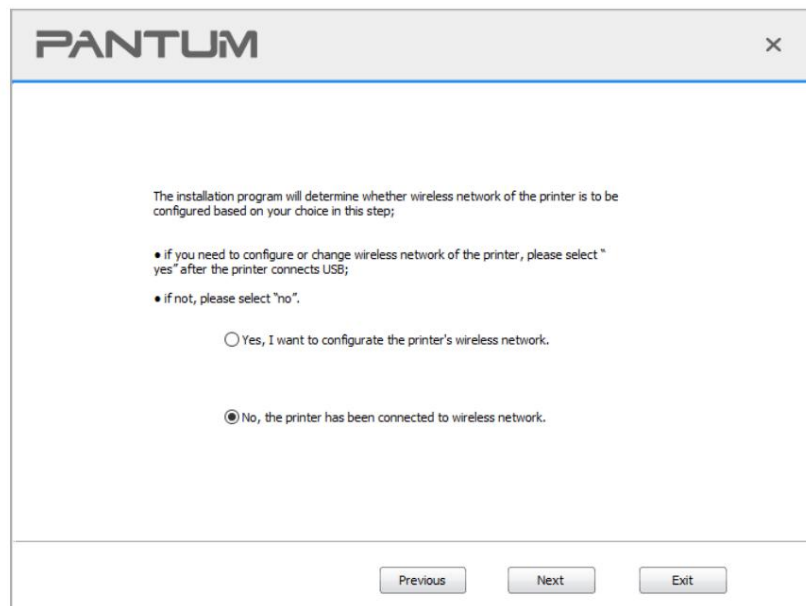 PANTUM
The installation program will determine whether wireless network of the printer is to be
configured based on your choice in this step;
● if you need to configure or change wireless network of the printer, please select “
yes” after the printer connects USB;
● if not, please select “no”.
Yes, I want to configurate the printer's wireless network.
No, the printer has been connected to wireless network.
Previous Next Exit